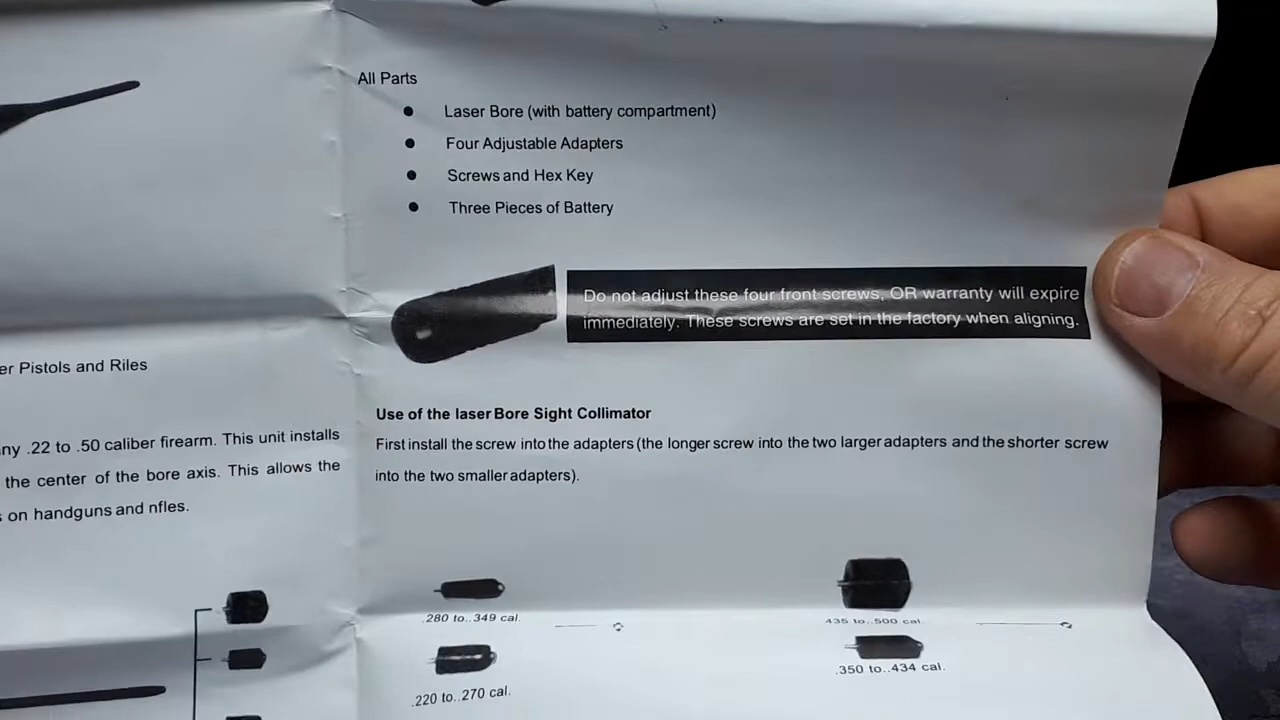 All Parts
Laser Bore (with battery compartment)
Four Adjustable Adapters
Screws and Hex Key
Three Pieces of Battery
Do not adjust these four front screws, OR warranty will expire
immediately. These screws are set in the factory when aligning.
er Pistols and Riles
ny .22 to .50 caliber firearm. This unit installs
the center of the bore axis. This allows the
s on handguns and nfles.
Use of the laser Bore Sight Collimator
First install the screw into the adapters (the longer screw into the two larger adapters and the shorter screw
into the two smaller adapters).
.280 to..349 cal.
435 to..500 cal.
.220 to..270 cal.
.350 to..434 cal.